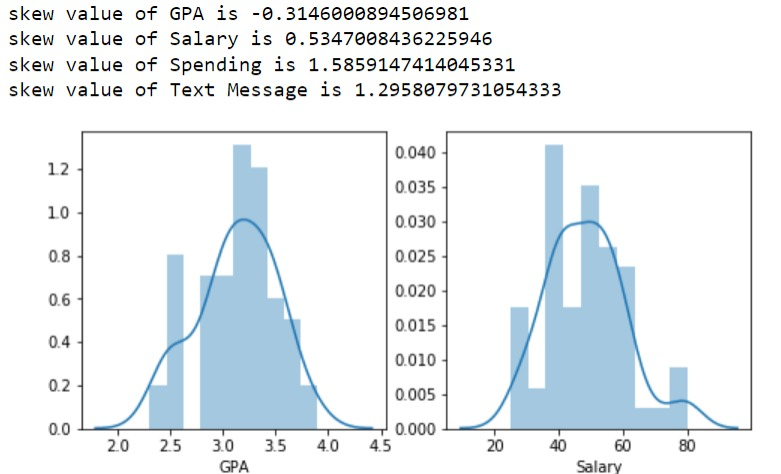 skew value of GPA is -0.3146000894506981
skew value of Salary is 0.5347008436225946
skew value of Spending is 1.5859147414045331
skew value of Text Message is 1.2958079731054333
1.2
1.0
0.8
0.6
0.4
0.2
0.0
2.0 2.5 3.0 3.5 4.0 4.5
GPA
0.040
0.035
0.030
0.025
0.020
0.015
0.010
0.005
0.000
20 40 60 80
Salary